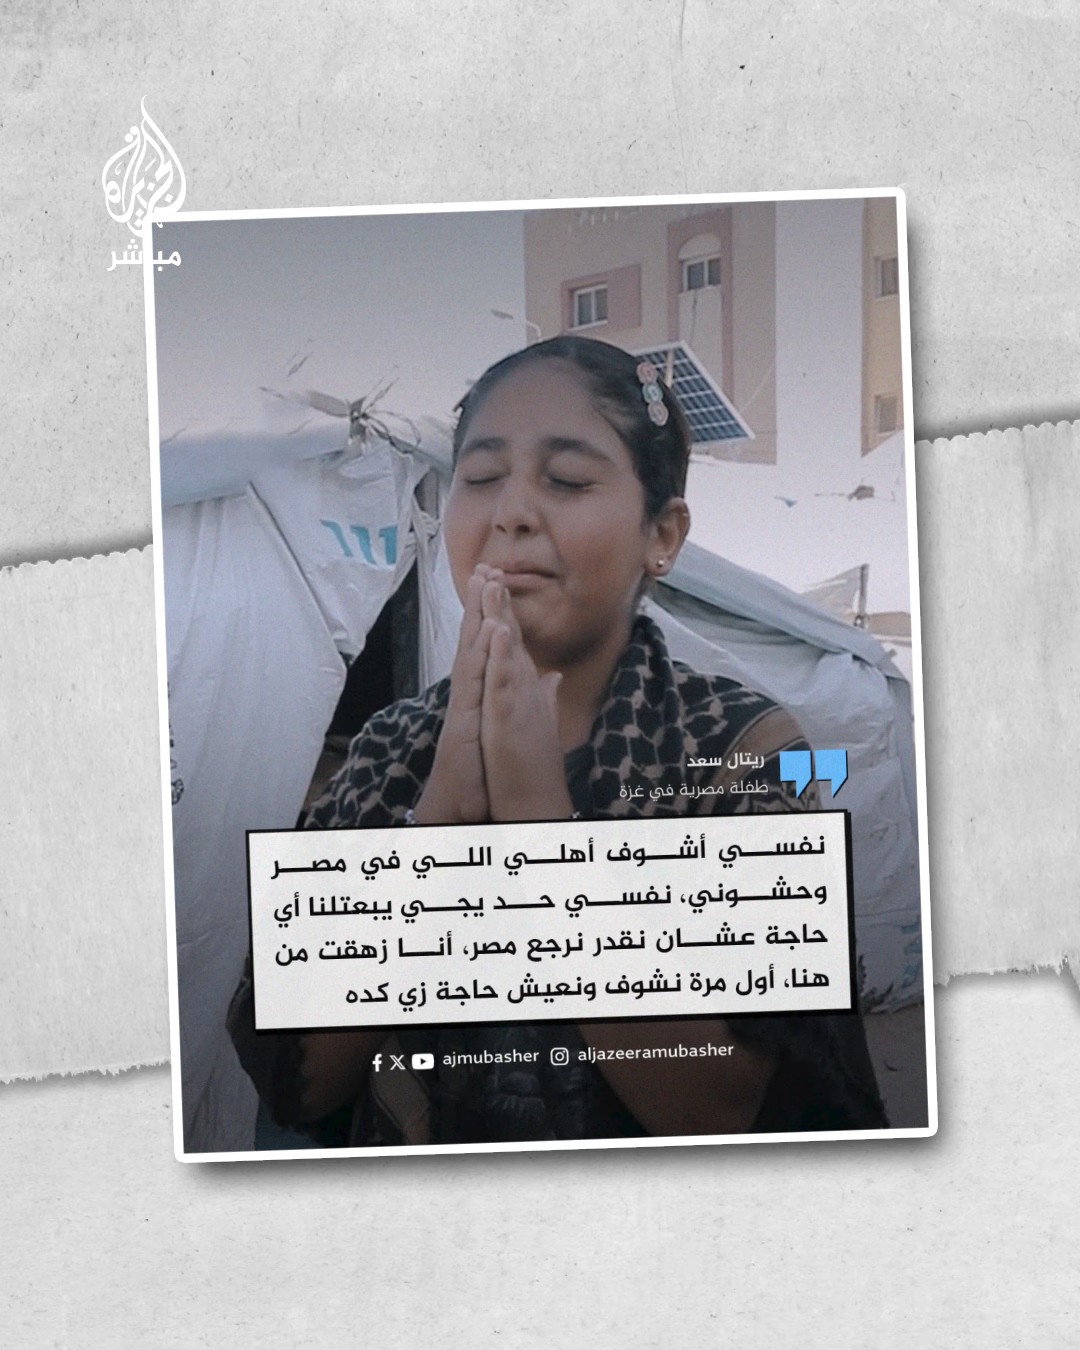 الجزيرة
مباشر
ريتال سعد
طفلة مصرية في غزة
نفسي أشوف أهلي اللي في مصر
وحشوني، نفسي حد يجي يبعتلنا أي
حاجة عشان نقدر نرجع مصر، أنا زهقت من
هنا، أول مرة نشوف ونعيش حاجة زي كده
ajmubasher aljazeeramubasher